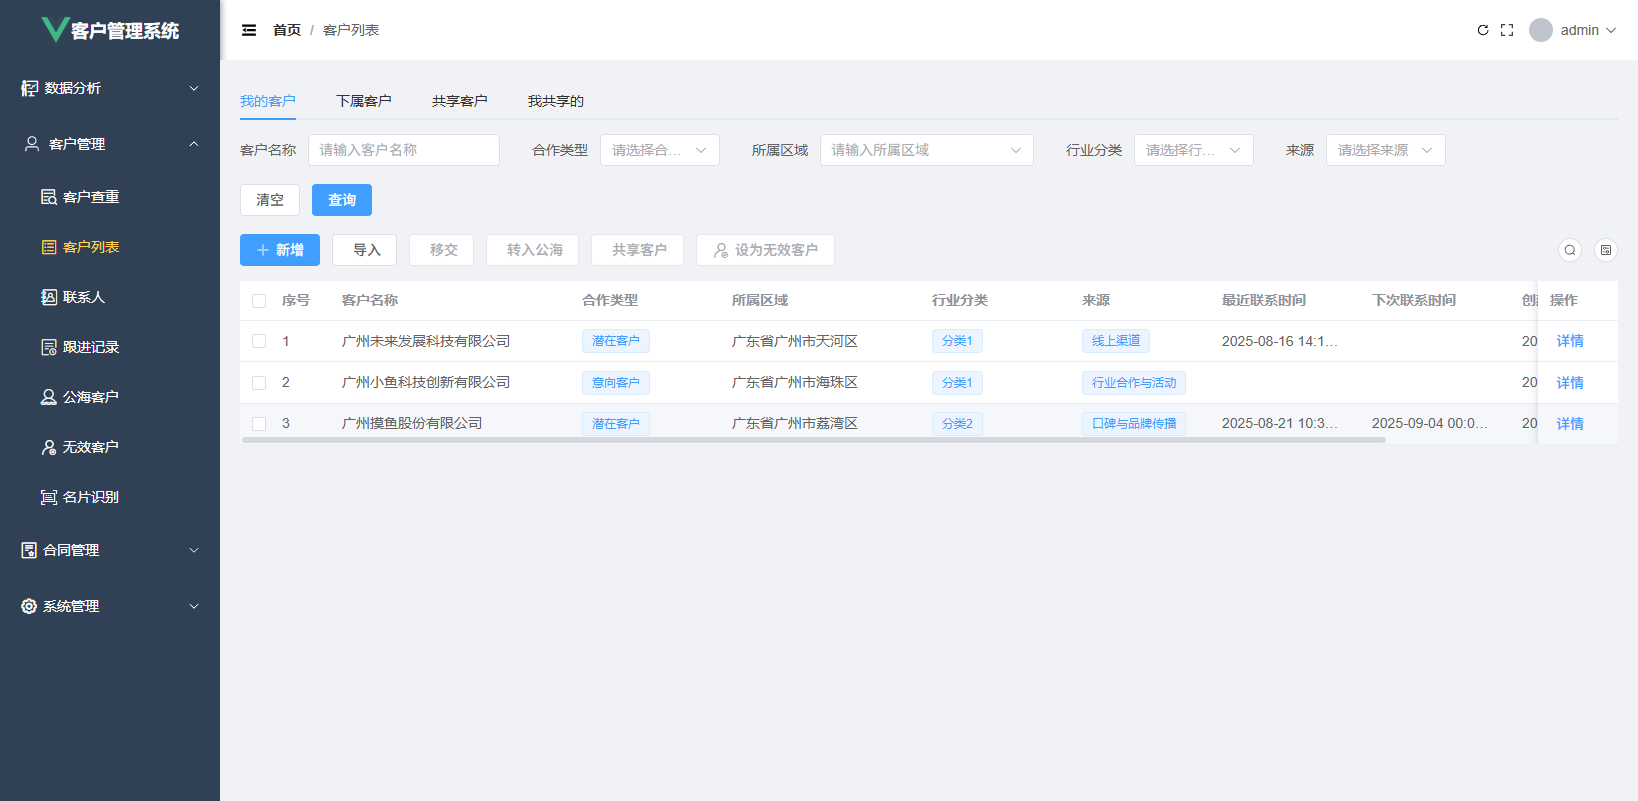 客户管理系统
首页 / 客户列表
admin
数据分析
客户管理
客户查重
客户列表
联系人
跟进记录
公海客户
无效客户
名片识别
合同管理
系统管理
我的客户 下属客户 共享客户 我共享的
客户名称 请输入客户名称 合作类型 请选择合... 所属区域 请输入所属区域 行业分类 请选择行... 来源 请选择来源
清空 查询
新增 导入 移交 转入公海 共享客户 设为无效客户
序号 客户名称 合作类型 所属区域 行业分类 来源 最近联系时间 下次联系时间 操作
1 广州未来发展科技有限公司 潜在客户 广东省广州市天河区 分类1 线上渠道 2025-08-16 14:1... 20 详情
2 广州小鱼科技创新有限公司 意向客户 广东省广州市海珠区 分类1 行业合作与活动 20 详情
3 广州摸鱼股份有限公司 潜在客户 广东省广州市荔湾区 分类2 口碑与品牌传播 2025-08-21 10:3... 2025-09-04 00:0... 20 详情